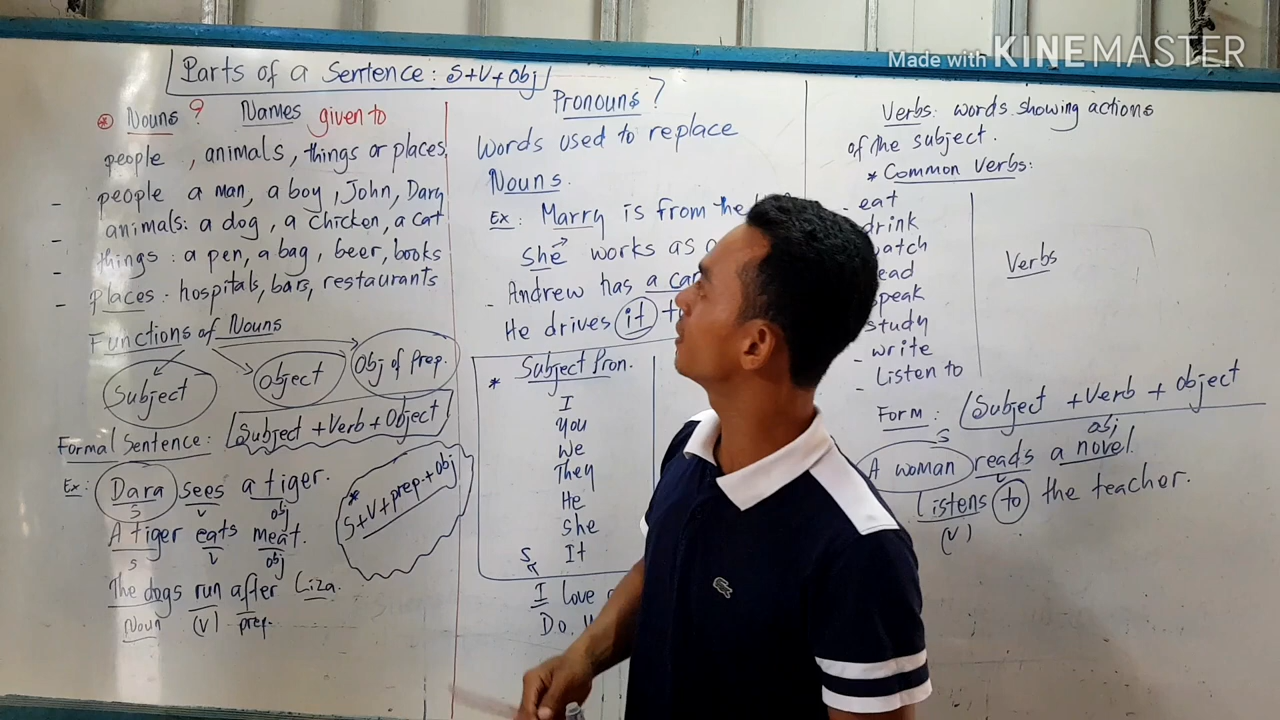 Made with KINEMASTER
Parts of a Sentence: S+V+Obj
* Nouns ? Names given to
people , animals, things or places,
- people a man, a boy, John, Dary
- animals: a dog, a chicken, a cat
- things : a pen, a bag, beer, books
- Places : hospitals, bars, restaurants
Functions of Nouns
Subject
object
Obj of Prep.
Formal Sentence: Subject + Verb + Object
Ex: Dara sees a tiger.
S V obj
A tiger eats meat.
S V obj
The dogs run after Liza.
Noun (V) prep.
*
S+V+prep.+obj
Pronouns ?
Words used to replace
Nouns.
Ex: Marry is from the
She works as a
- Andrew has a car
He drives it
* Subject Pron.
I
You
We
They
He
She
S It
I love
Do.
Verbs: words showing actions
of the subject.
* Common Verbs:
- eat
drink
read
speak
study
- write
- Listen to
Verbs
Form: Subject + Verb + object
S obj
A woman reads a novel.
V
Listens to the teacher.
(V)